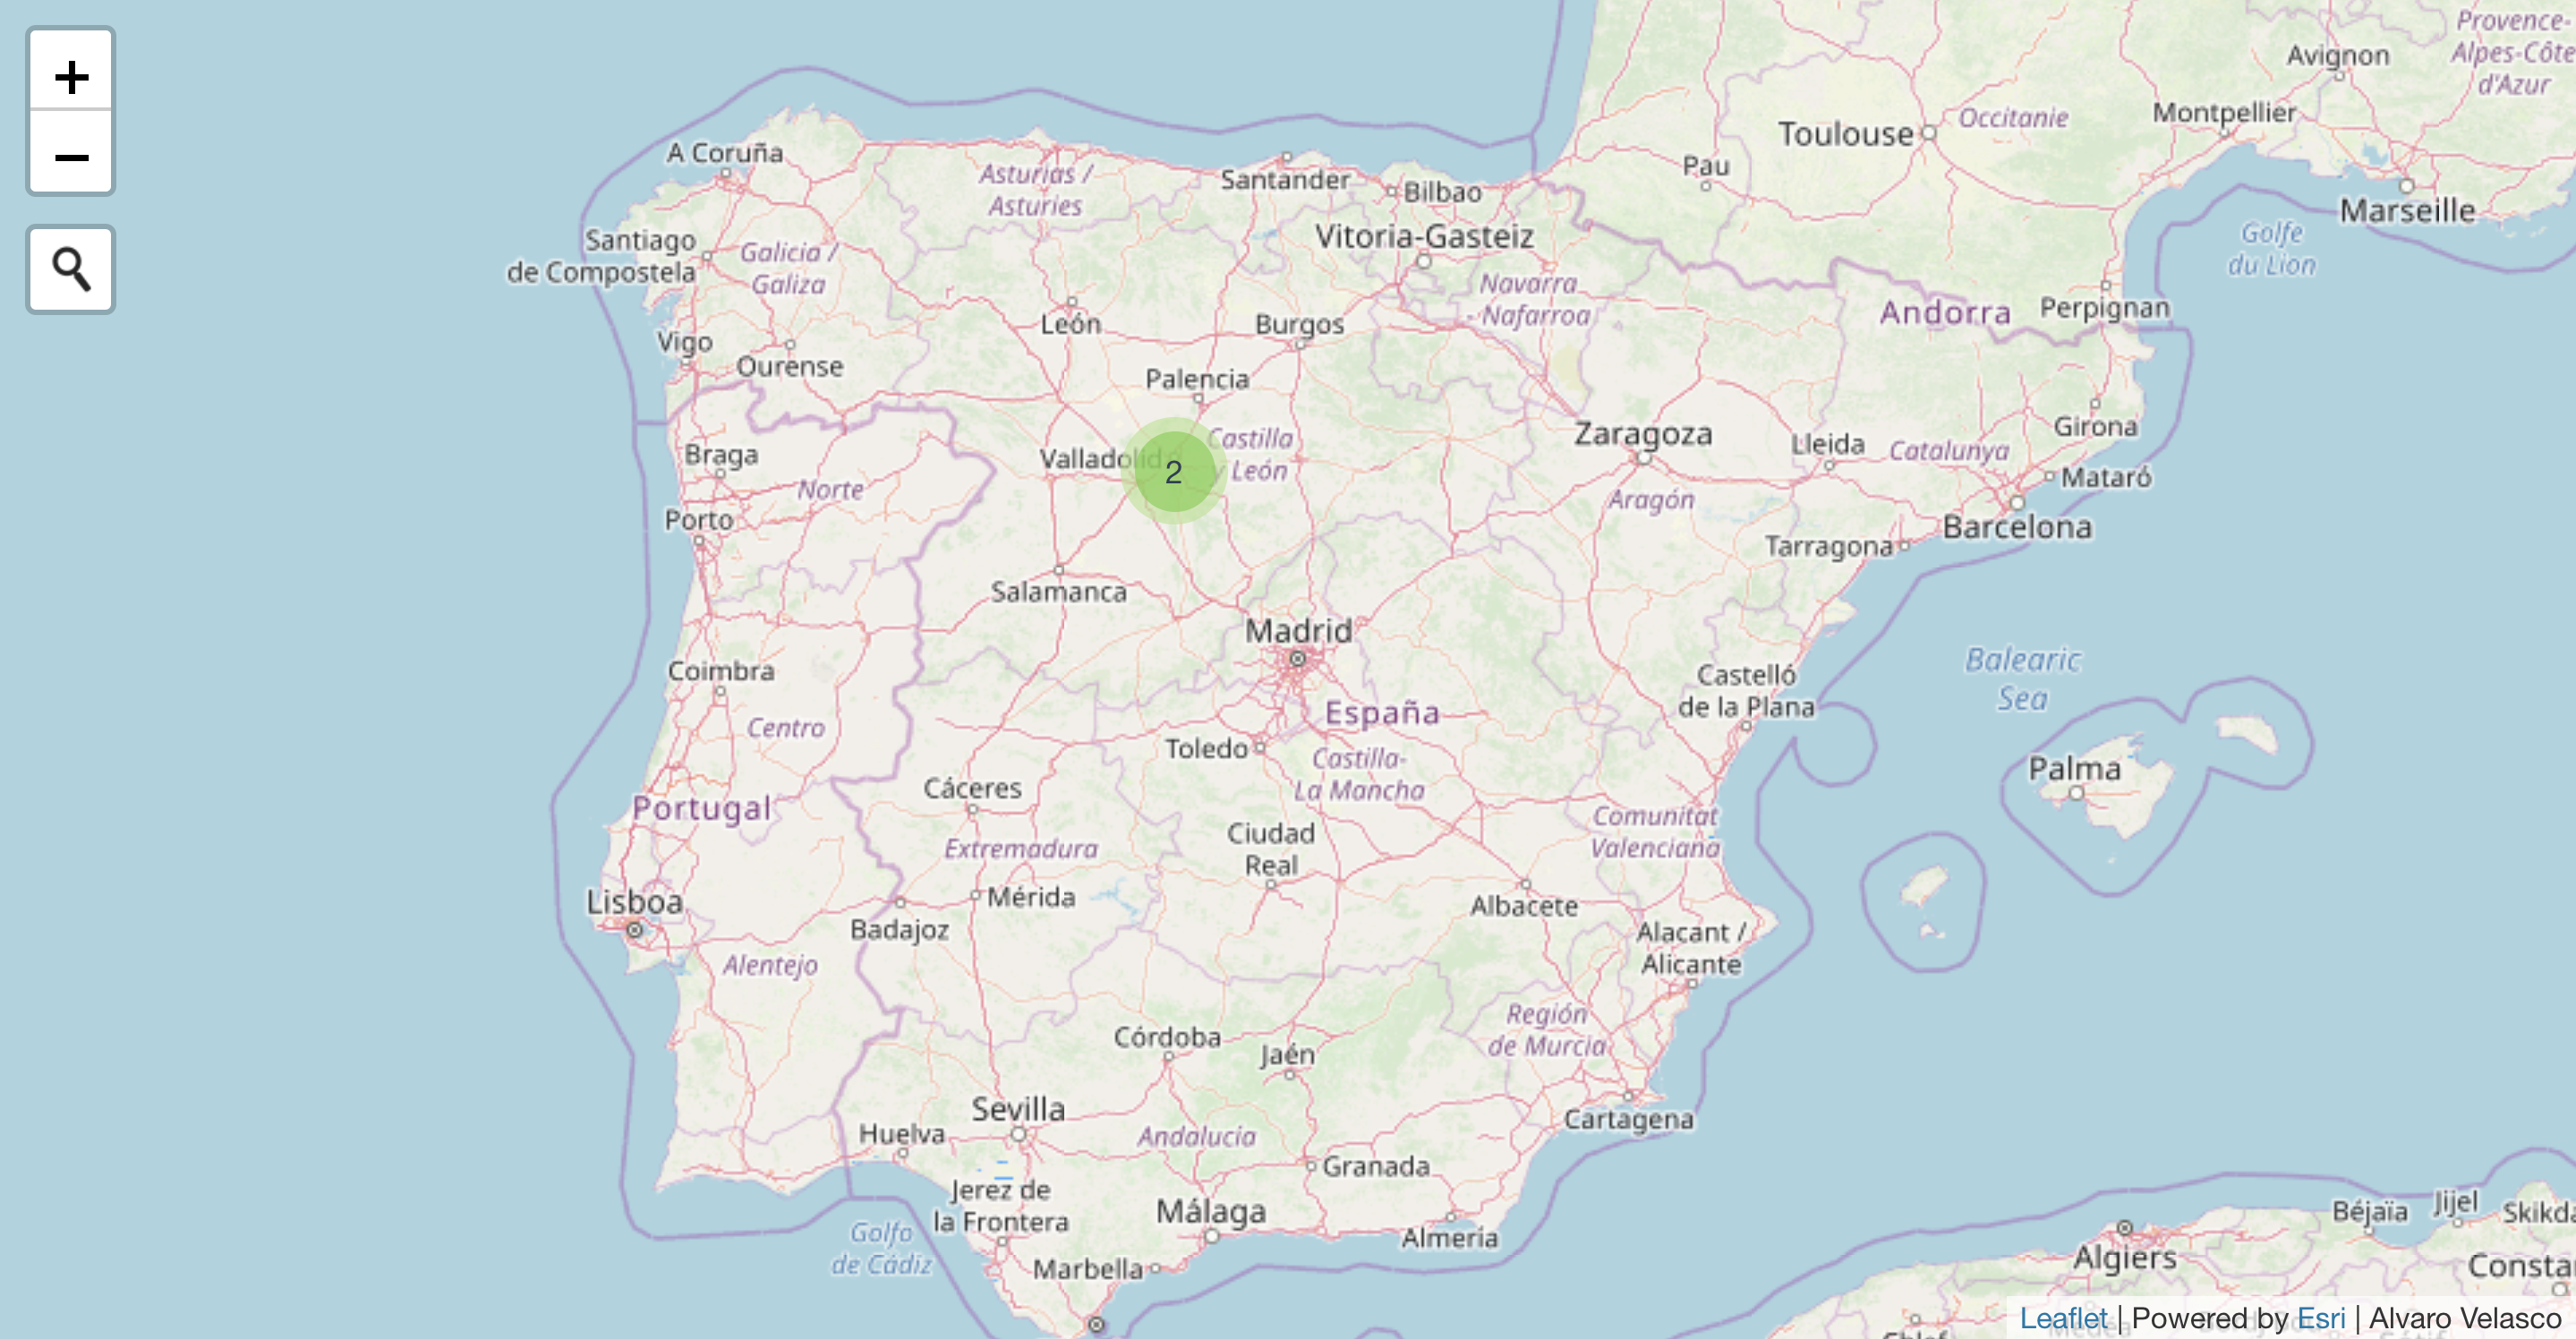 +
−
Provence-
Alpes-Côte
d'Azur
Avignon
Montpellier
Occitanie
Toulouse
Pau
Marseille
Golfe
du Lion
A Coruña
Asturias /
Asturies
Santander
Bilbao
Vitoria-Gasteiz
Santiago
de Compostela
Galicia /
Galiza
Navarra
- Nafarroa
Andorra
Perpignan
León
Burgos
Vigo
Ourense
Palencia
Girona
Castilla
y León
Zaragoza
Lleida
Catalunya
Braga
Valladolid
2
Mataró
Norte
Aragón
Porto
Barcelona
Tarragona
Salamanca
Madrid
Balearic
Sea
Coimbra
Castelló
de la Plana
España
Centro
Toledo
Castilla-
La Mancha
Palma
Cáceres
Portugal
Comunitat
Valenciana
Ciudad
Real
Extremadura
Mérida
Lisboa
Albacete
Badajoz
Alacant /
Alicante
Alentejo
Región
de Murcia
Córdoba
Jaén
Sevilla
Cartagena
Huelva
Andalucía
Granada
Jerez de
la Frontera
Málaga
Almería
Golfo
de Cádiz
Marbella
Béjaïa
Jijel
Skikda
Algiers
Constan
Leaflet | Powered by Esri | Alvaro Velasco